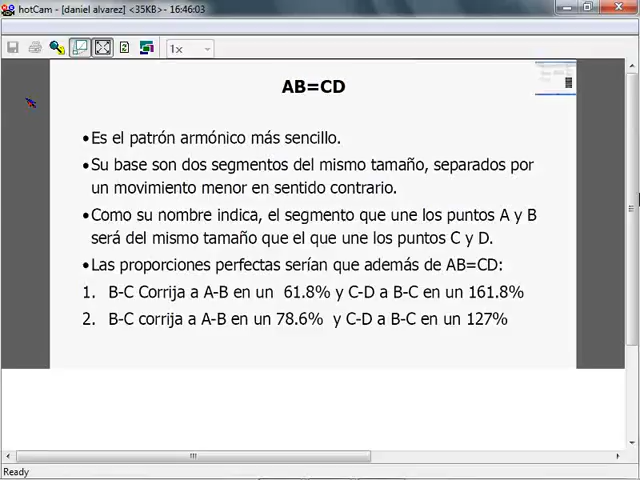 hotCam - [daniel alvarez] <35KB> - 16:46:03
2
1x
AB=CD
•Es el patrón armónico más sencillo.
•Su base son dos segmentos del mismo tamaño, separados por
un movimiento menor en sentido contrario.
•Como su nombre indica, el segmento que une los puntos A y B
será del mismo tamaño que el que une los puntos C y D.
•Las proporciones perfectas serían que además de AB=CD:
1. B-C Corrija a A-B en un 61.8% y C-D a B-C en un 161.8%
2. B-C corrija a A-B en un 78.6% y C-D a B-C en un 127%
Ready